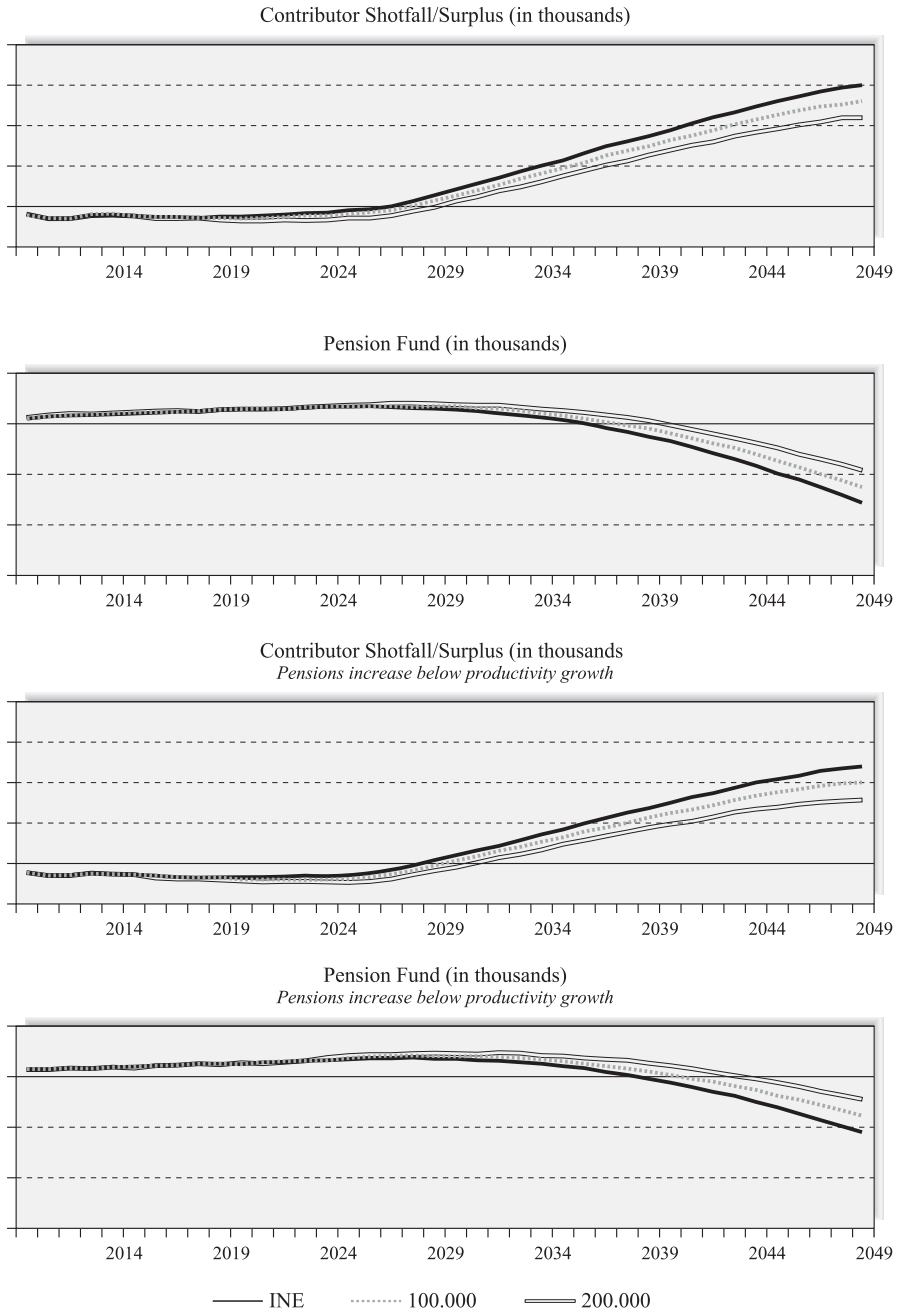 Contributor Shotfall/Surplus (in thousands)
2014 2019 2024 2029 2034 2039 2044 2049
Pension Fund (in thousands)
2014 2019 2024 2029 2034 2039 2044 2049
Contributor Shotfall/Surplus (in thousands
Pensions increase below productivity growth
2014 2019 2024 2029 2034 2039 2044 2049
Pension Fund (in thousands)
Pensions increase below productivity growth
2014 2019 2024 2029 2034 2039 2044 2049
INE 100.000 200.000